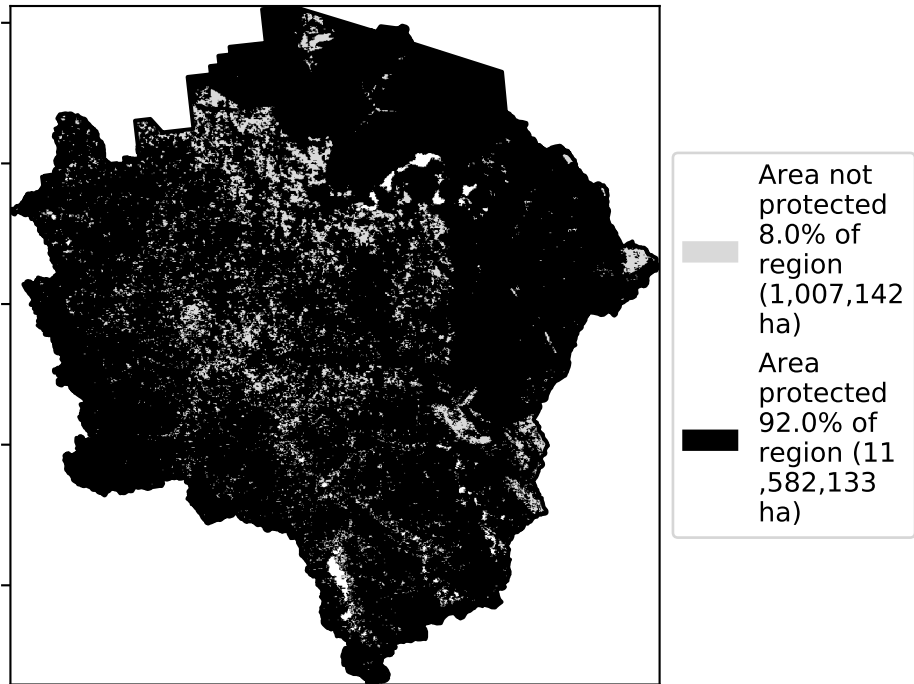 Area not
protected
8.0% of
region
(1,007,142
ha)
Area
protected
92.0% of
region (11
,582,133
ha)